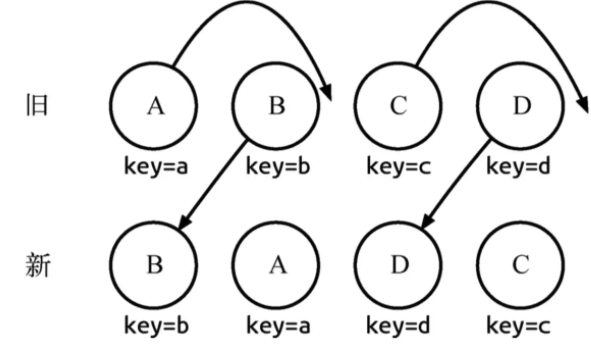 旧 A B C D
key=a key=b key=c key=d
新 B A D C
key=b key=a key=d key=c